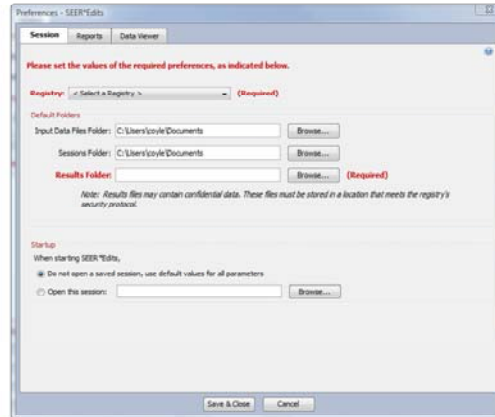 Preferences - SEER*Edits
Session Reports Data Viewer
Please set the values of the required preferences, as indicated below.
Registry: < Select a Registry > (Required)
Default Folders
Input Data Files Folder: C:\Users\coyle\Documents Browse...
Sessions Folder: C:\Users\coyle\Documents Browse...
Results Folder: Browse... (Required)
Note: Results files may contain confidential data. These files must be stored in a location that meets the registry's
security protocol.
Startup
When starting SEER*Edits,
Do not open a saved session, use default values for all parameters
Open this session: Browse...
Save & Close Cancel